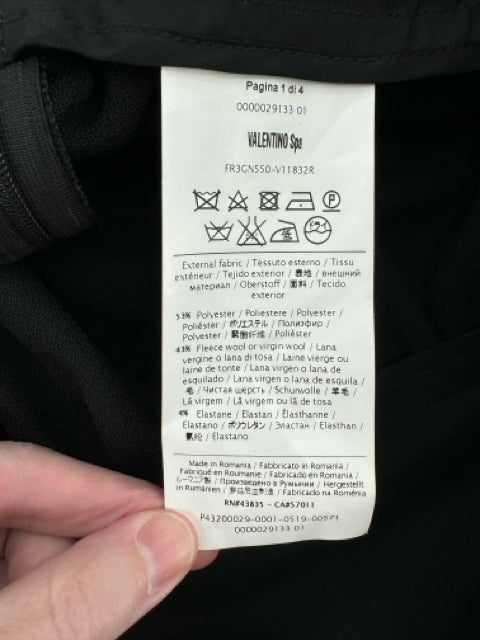 Pagina 1 di 4
0000029133 01
VALENTINO Spa
FR3GN550-V11832R
P
ドライ
External fabric / Tessuto esterno / Tissu
extérieur / Tejido exterior / 表地 / внешний
материал / Oberstoff / 面料 / Tecido
exterior
53% Polyester / Poliestere / Polyester /
Poliéster / ポリエステル / Полиэфир /
Polyester / 聚酯纤维 / Poliéster
43% Fleece wool or virgin wool / Lana
vergine o lana di tosa / Laine vierge ou
laine de tonte / Lana virgen o lana de
esquilado / Lana virgen o lana de esquila /
毛 / Чистая шерсть / Schurwolle / 羊毛 /
Lã virgem / Lã virgem ou lã de tosa
4% Elastane / Elastan / Élasthanne /
Elastano / ポリウレタン / Эластан / Elasthan /
氨纶 / Elastano
Made in Romania / Fabbricato in Romania /
Fabriqué en Roumanie / Fabricado en Rumania /
ルーマニア製 / Произведено в Румынии / Hergestellt
in Rumänien / 罗马尼亚制造 / Fabricado na Roménia
RN#43835 - CA#57011
P43200029-0001-0519-00571
0000029133 01